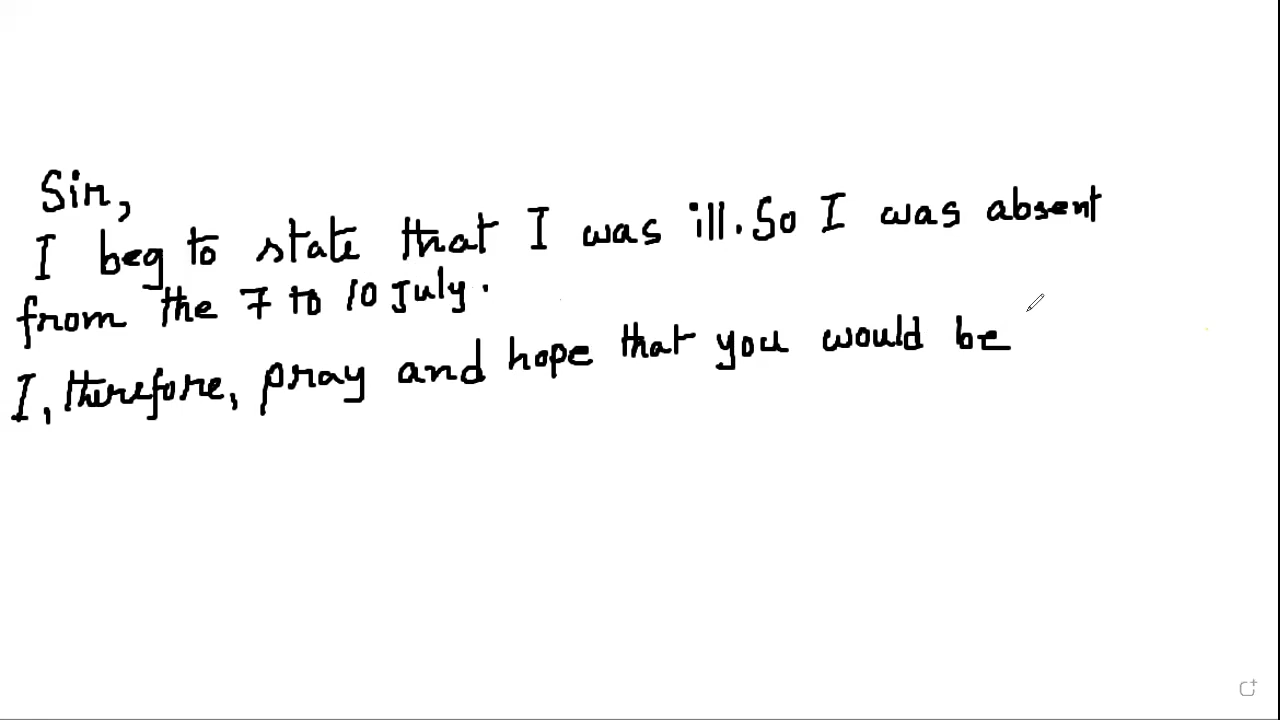 Sir,
I beg to state that I was ill. So I was absent
from the 7 to 10 July.
I, therefore, pray and hope that you would be